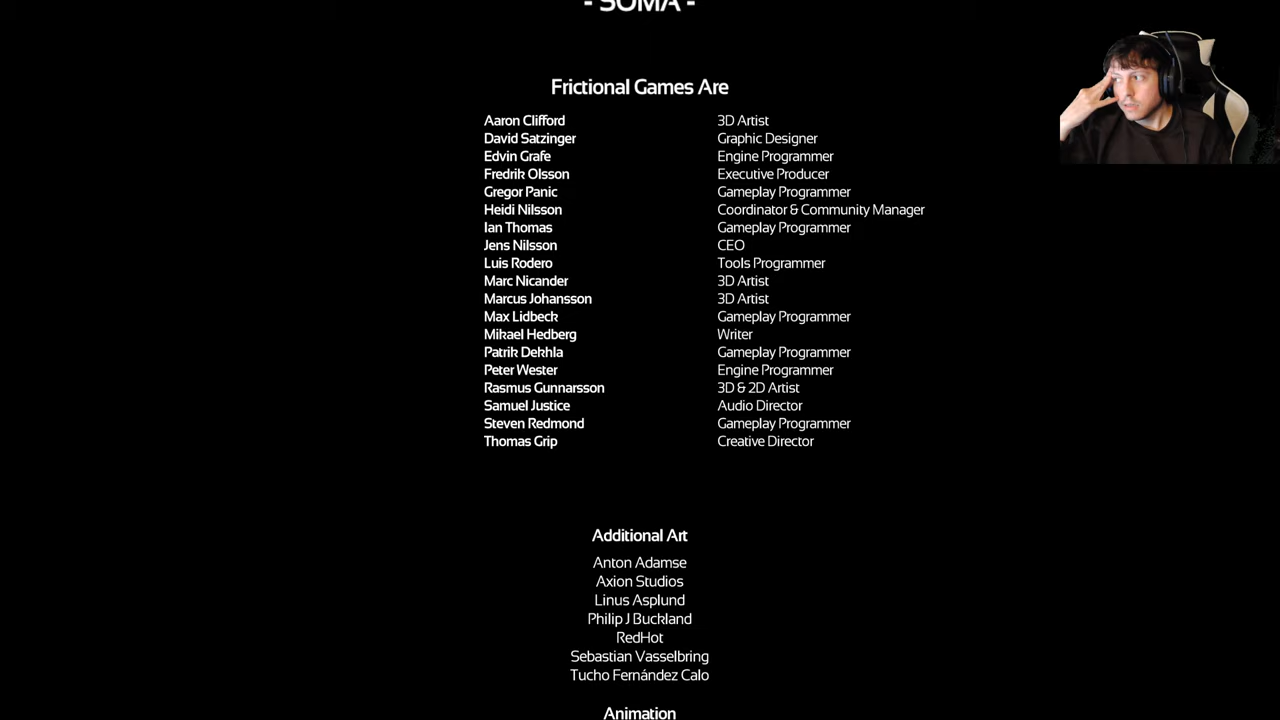 - SOMA -
Frictional Games Are
Aaron Clifford 3D Artist
David Satzinger Graphic Designer
Edvin Grafe Engine Programmer
Fredrik Olsson Executive Producer
Gregor Panic Gameplay Programmer
Heidi Nilsson Coordinator & Community Manager
Ian Thomas Gameplay Programmer
Jens Nilsson CEO
Luis Rodero Tools Programmer
Marc Nicander 3D Artist
Marcus Johansson 3D Artist
Max Lidbeck Gameplay Programmer
Mikael Hedberg Writer
Patrik Dekhla Gameplay Programmer
Peter Wester Engine Programmer
Rasmus Gunnarsson 3D & 2D Artist
Samuel Justice Audio Director
Steven Redmond Gameplay Programmer
Thomas Grip Creative Director
Additional Art
Anton Adamse
Axion Studios
Linus Asplund
Philip J Buckland
RedHot
Sebastian Vasselbring
Tucho Fernández Calo
Animation